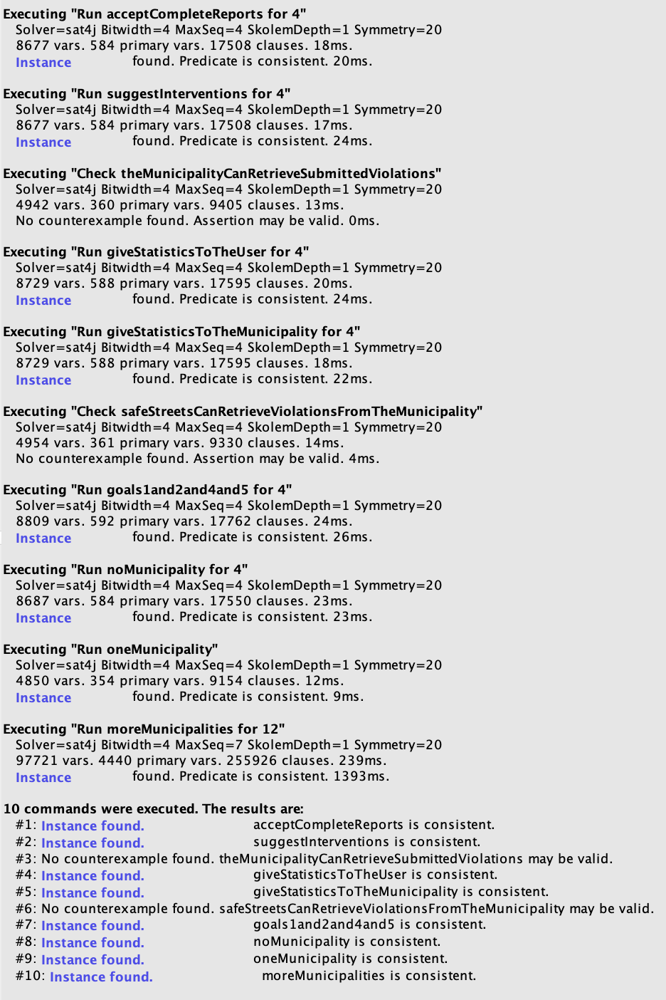 Executing "Run acceptCompleteReports for 4"
Solver=sat4j Bitwidth=4 MaxSeq=4 SkolemDepth=1 Symmetry=20
8677 vars. 584 primary vars. 17508 clauses. 18ms.
Instance found. Predicate is consistent. 20ms.
Executing "Run suggestInterventions for 4"
Solver=sat4j Bitwidth=4 MaxSeq=4 SkolemDepth=1 Symmetry=20
8677 vars. 584 primary vars. 17508 clauses. 17ms.
Instance found. Predicate is consistent. 24ms.
Executing "Check theMunicipalityCanRetrieveSubmittedViolations"
Solver=sat4j Bitwidth=4 MaxSeq=4 SkolemDepth=1 Symmetry=20
4942 vars. 360 primary vars. 9405 clauses. 13ms.
No counterexample found. Assertion may be valid. 0ms.
Executing "Run giveStatisticsToTheUser for 4"
Solver=sat4j Bitwidth=4 MaxSeq=4 SkolemDepth=1 Symmetry=20
8729 vars. 588 primary vars. 17595 clauses. 20ms.
Instance found. Predicate is consistent. 24ms.
Executing "Run giveStatisticsToTheMunicipality for 4"
Solver=sat4j Bitwidth=4 MaxSeq=4 SkolemDepth=1 Symmetry=20
8729 vars. 588 primary vars. 17595 clauses. 18ms.
Instance found. Predicate is consistent. 22ms.
Executing "Check safeStreetsCanRetrieveViolationsFromTheMunicipality"
Solver=sat4j Bitwidth=4 MaxSeq=4 SkolemDepth=1 Symmetry=20
4954 vars. 361 primary vars. 9330 clauses. 14ms.
No counterexample found. Assertion may be valid. 4ms.
Executing "Run goals1and2and4and5 for 4"
Solver=sat4j Bitwidth=4 MaxSeq=4 SkolemDepth=1 Symmetry=20
8809 vars. 592 primary vars. 17762 clauses. 24ms.
Instance found. Predicate is consistent. 26ms.
Executing "Run noMunicipality for 4"
Solver=sat4j Bitwidth=4 MaxSeq=4 SkolemDepth=1 Symmetry=20
8687 vars. 584 primary vars. 17550 clauses. 23ms.
Instance found. Predicate is consistent. 23ms.
Executing "Run oneMunicipality"
Solver=sat4j Bitwidth=4 MaxSeq=4 SkolemDepth=1 Symmetry=20
4850 vars. 354 primary vars. 9154 clauses. 12ms.
Instance found. Predicate is consistent. 9ms.
Executing "Run moreMunicipalities for 12"
Solver=sat4j Bitwidth=4 MaxSeq=7 SkolemDepth=1 Symmetry=20
97721 vars. 4440 primary vars. 255926 clauses. 239ms.
Instance found. Predicate is consistent. 1393ms.
10 commands were executed. The results are:
#1: Instance found. acceptCompleteReports is consistent.
#2: Instance found. suggestInterventions is consistent.
#3: No counterexample found. theMunicipalityCanRetrieveSubmittedViolations may be valid.
#4: Instance found. giveStatisticsToTheUser is consistent.
#5: Instance found. giveStatisticsToTheMunicipality is consistent.
#6: No counterexample found. safeStreetsCanRetrieveViolationsFromTheMunicipality may be valid.
#7: Instance found. goals1and2and4and5 is consistent.
#8: Instance found. noMunicipality is consistent.
#9: Instance found. oneMunicipality is consistent.
#10: Instance found. moreMunicipalities is consistent.